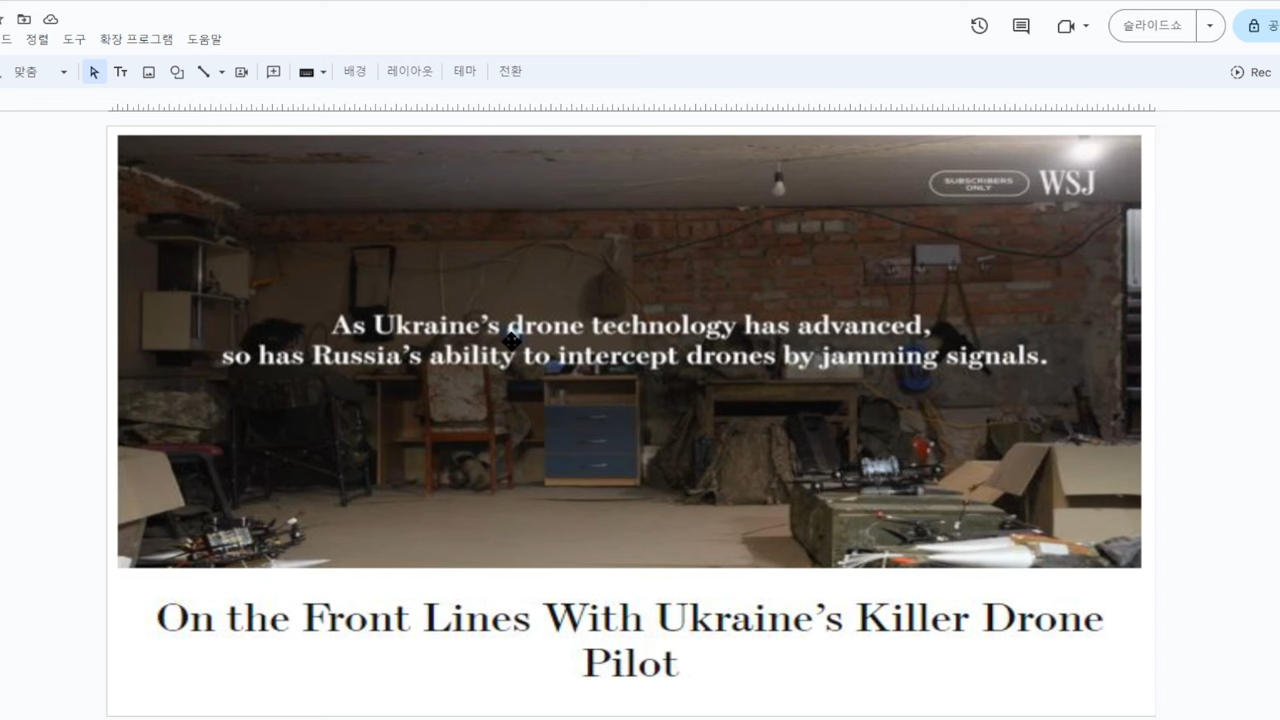 드 정렬 도구 확장 프로그램 도움말
슬라이드쇼
맞춤 Tт 배경 레이아웃 테마 전환
Rec
SUBSCRIBERS
ONLY
WSJ
As Ukraine’s drone technology has advanced,
so has Russia’s ability to intercept drones by jamming signals.
On the Front Lines With Ukraine’s Killer Drone
Pilot